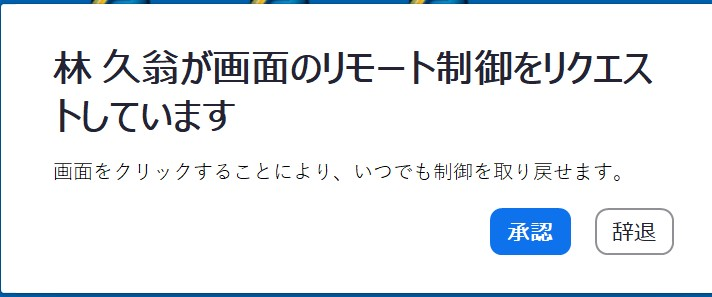 林 久翁が画面のリモート制御をリクエス
トしています
画面をクリックすることにより、いつでも制御を取り戻せます。
承認
辞退